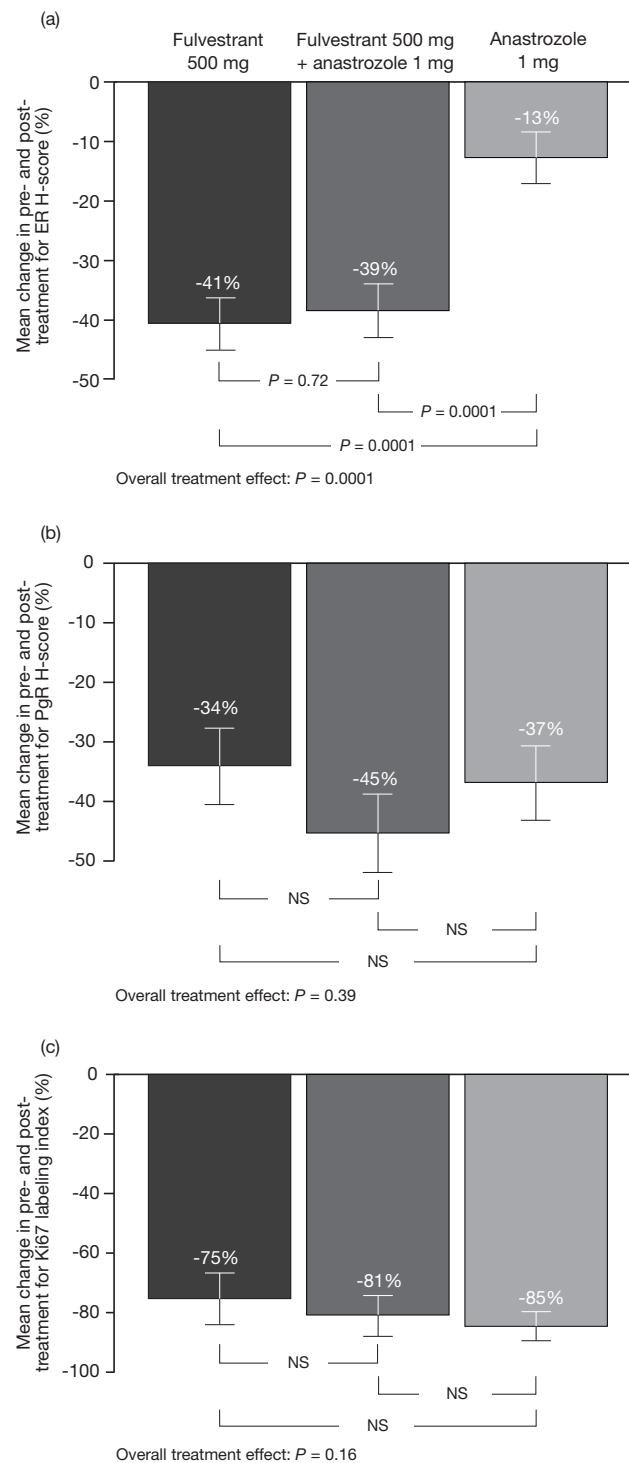 (a)
Fulvestrant
500 mg
Fulvestrant 500 mg
+ anastrozole 1 mg
Anastrozole
1 mg
Mean change in pre- and post-
treatment for ER H-score (%)
0
-10
-20
-30
-40
-50
-41%
-39%
-13%
P = 0.72
P = 0.0001
P = 0.0001
Overall treatment effect: P = 0.0001
(b)
Mean change in pre- and post-
treatment for PgR H-score (%)
0
-10
-20
-30
-40
-50
-34%
-45%
-37%
NS
NS
NS
Overall treatment effect: P = 0.39
(c)
Mean change in pre- and post-
treatment for Ki67 labeling index (%)
0
-20
-40
-60
-80
-100
-75%
-81%
-85%
NS
NS
NS
Overall treatment effect: P = 0.16